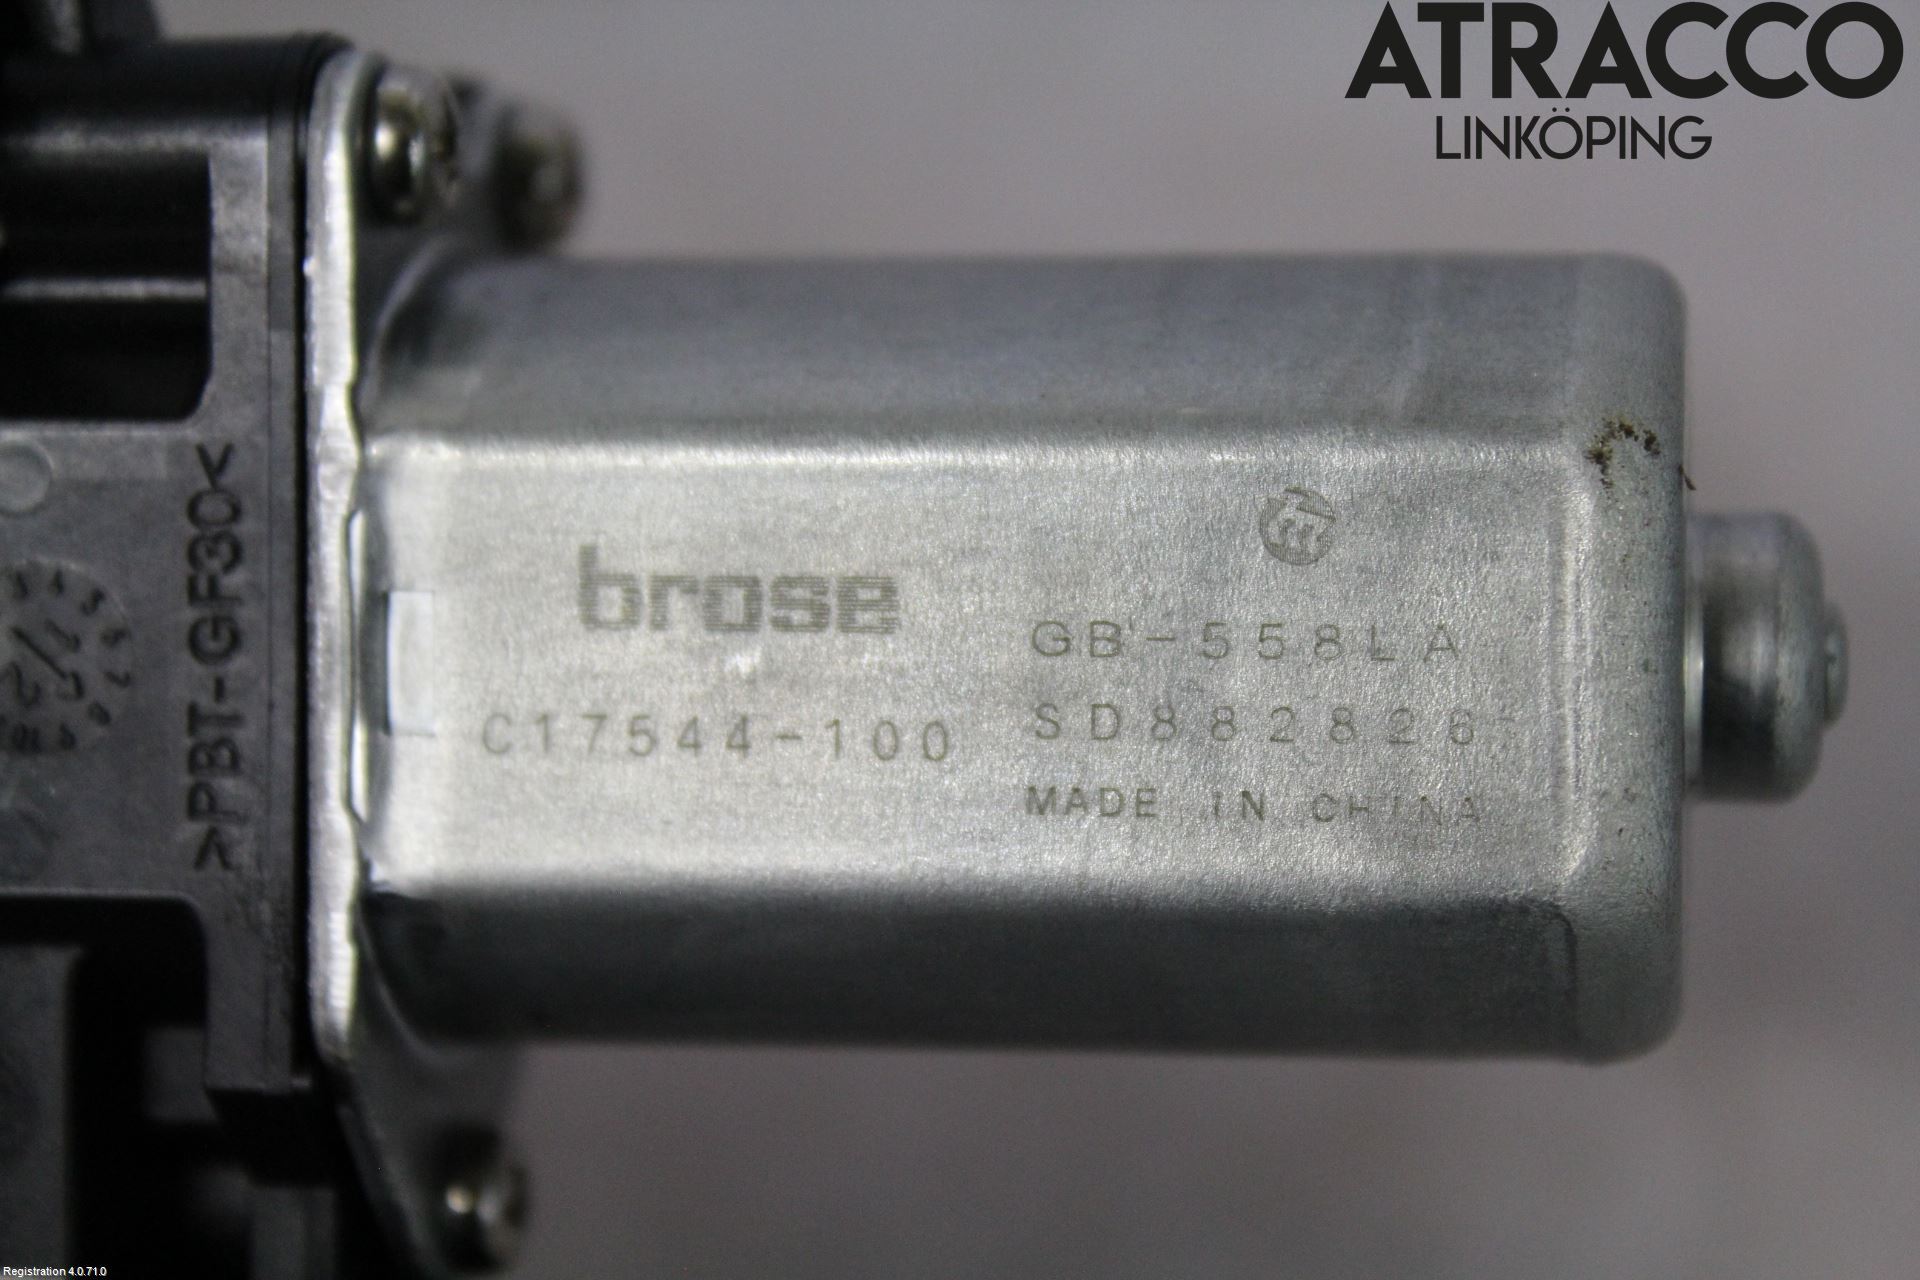 ATRACCO
LINKÖPING
brose
C17544-100
GB-558LA
SD882826
MADE IN CHINA
>PBT-GF30<
Registration 4.0.71.0